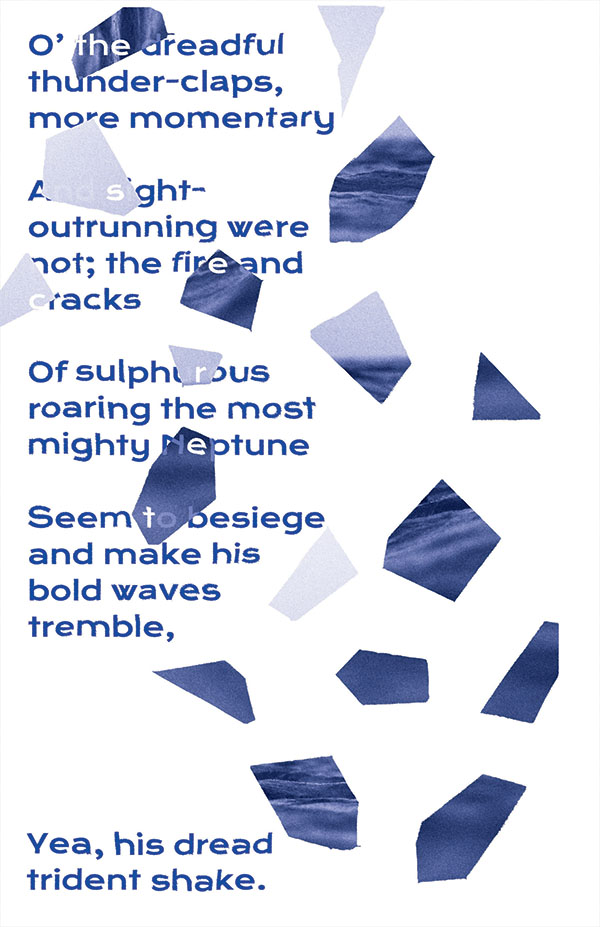 O’ the dreadful
thunder-claps,
more momentary
And sight-
outrunning were
not; the fire and
cracks
Of sulphurous
roaring the most
mighty Neptune
Seem to besiege
and make his
bold waves
tremble,
Yea, his dread
trident shake.